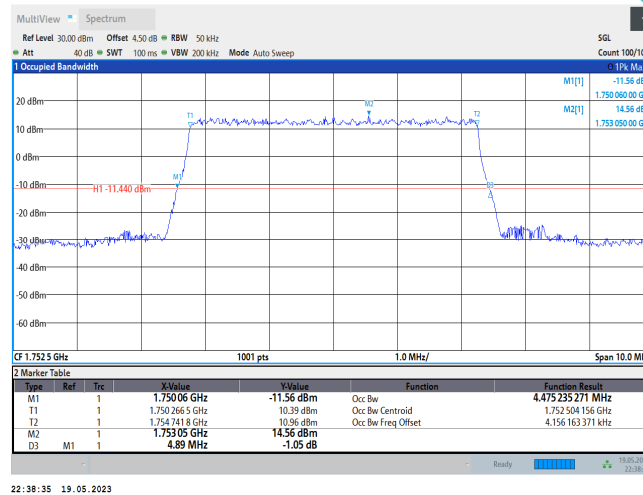 MultiView Spectrum
Ref Level 30.00 dBm Offset 4.50 dB RBW 50 kHz SGL
Att 40 dB SWT 100 ms VBW 200 kHz Mode Auto Sweep Count 100/10
1 Occupied Bandwidth 1Pk Ma
M1[1] -11.56 d
1.750 060 00 G
M2[1] 14.56 d
1.753 050 00 G
20 dBm
M2
T1
T2
10 dBm
0 dBm
M1
D3
-10 dBm
H1 -11.440 dBm
-20 dBm
-30 dBm
-40 dBm
-50 dBm
-60 dBm
CF 1.752 5 GHz 1001 pts 1.0 MHz/ Span 10.0 M
2 Marker Table
Type Ref Trc X-Value Y-Value Function Function Result
M1 1 1.750 06 GHz -11.56 dBm Occ Bw 4.475 235 271 MHz
T1 1 1.750 266 5 GHz 10.39 dBm Occ Bw Centroid 1.752 504 156 GHz
T2 1 1.754 741 8 GHz 10.96 dBm Occ Bw Freq Offset 4.156 163 371 kHz
M2 1 1.753 05 GHz 14.56 dBm
D3 M1 1 4.89 MHz -1.05 dB
Ready 19.05.20
22:38:
22:38:35 19.05.2023